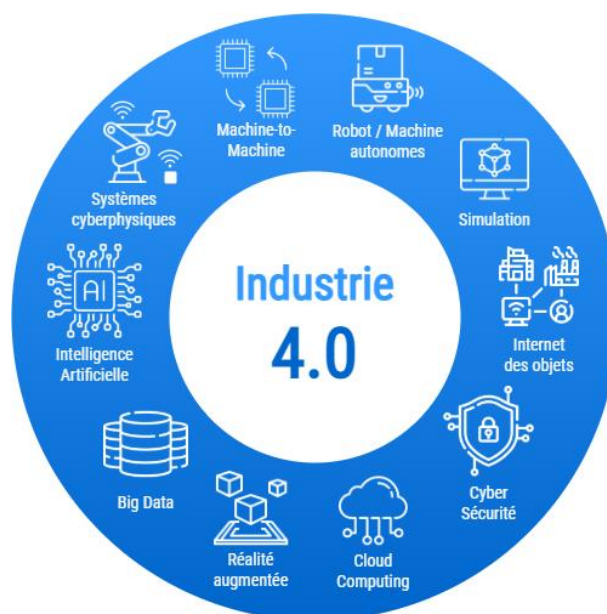 Machine-to-
Machine
Robot / Machine
autonomes
Simulation
Internet
des objets
Cyber
Sécurité
Cloud
Computing
Réalité
augmentée
Big Data
AI
Intelligence
Artificielle
Systèmes
cyberphysiques
Industrie
4.0